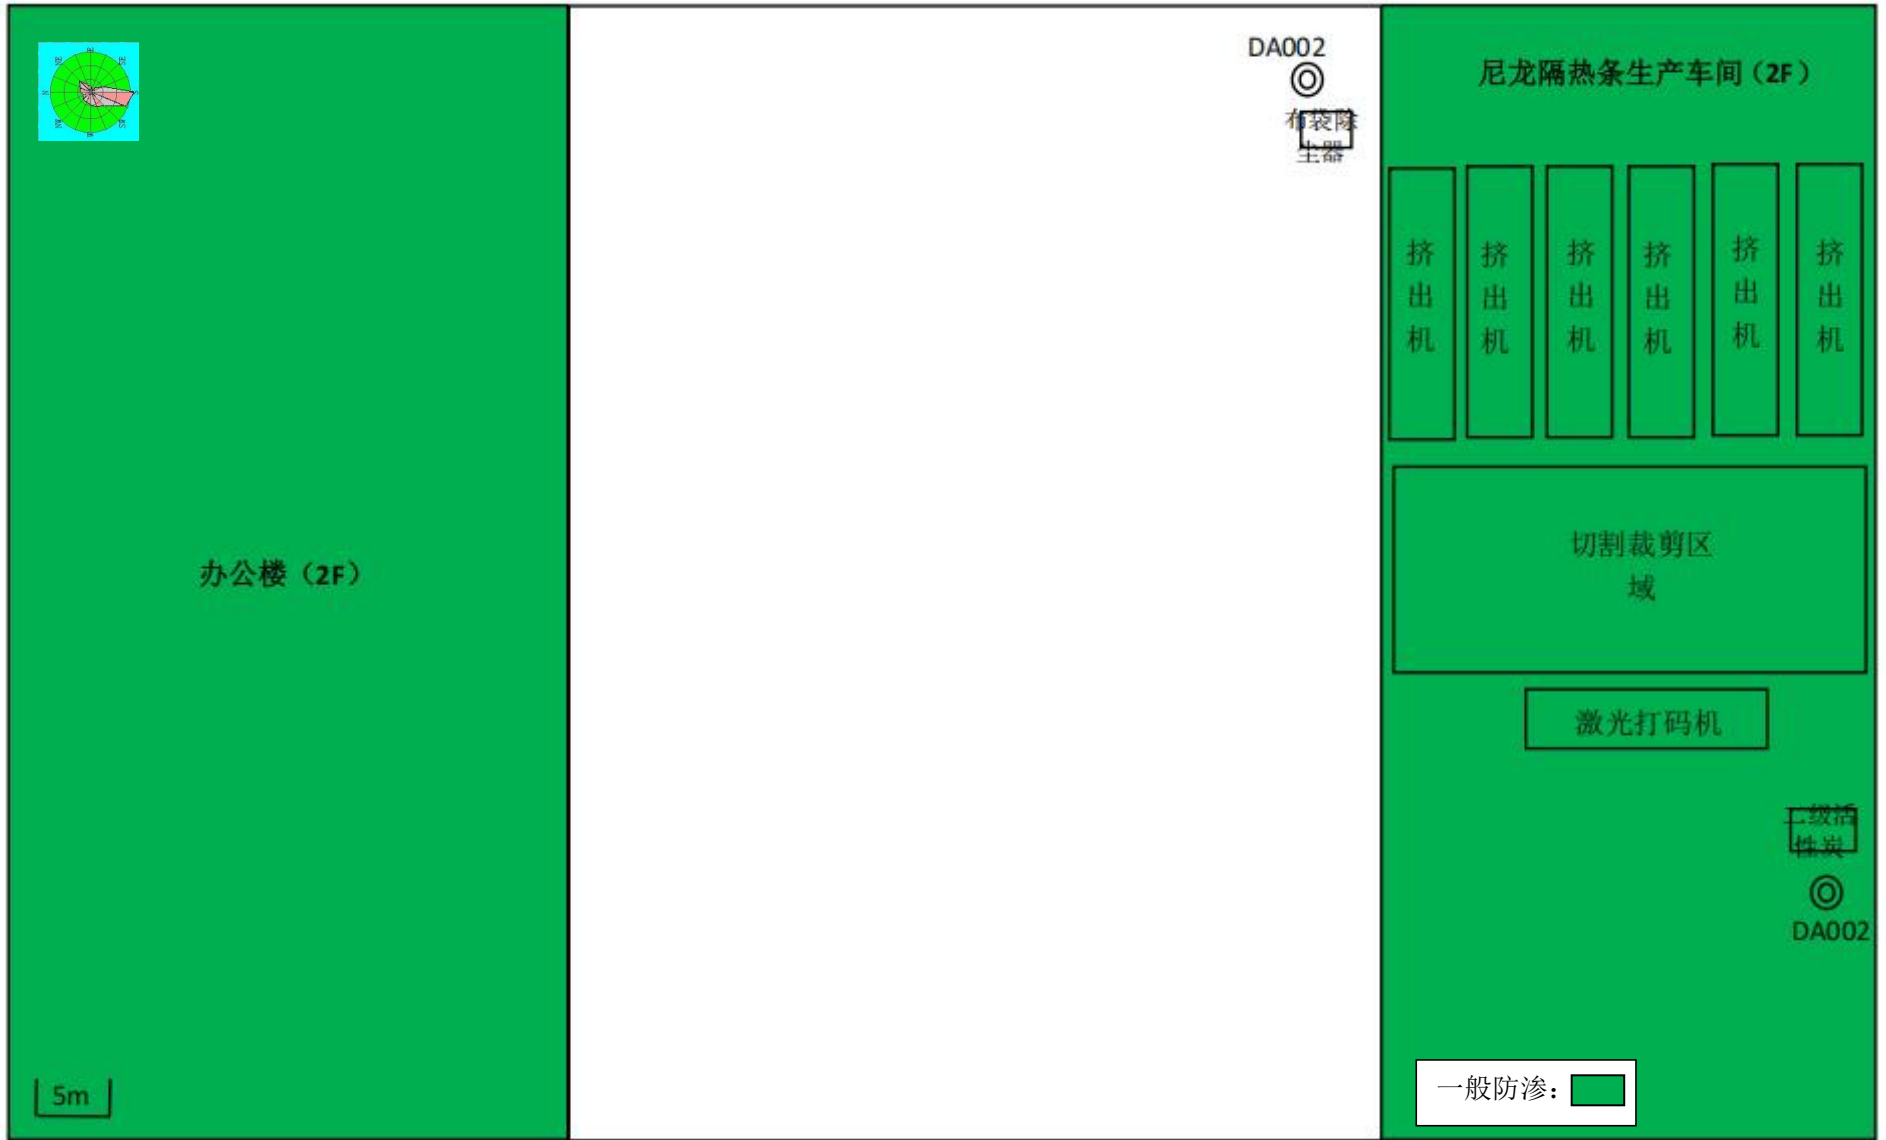 DA002
布袋除
尘器
尼龙隔热条生产车间（2F）
挤
出
机
挤
出
机
挤
出
机
挤
出
机
挤
出
机
挤
出
机
切割裁剪区
域
激光打码机
二级活
性炭
DA002
办公楼（2F）
5m
一般防渗：